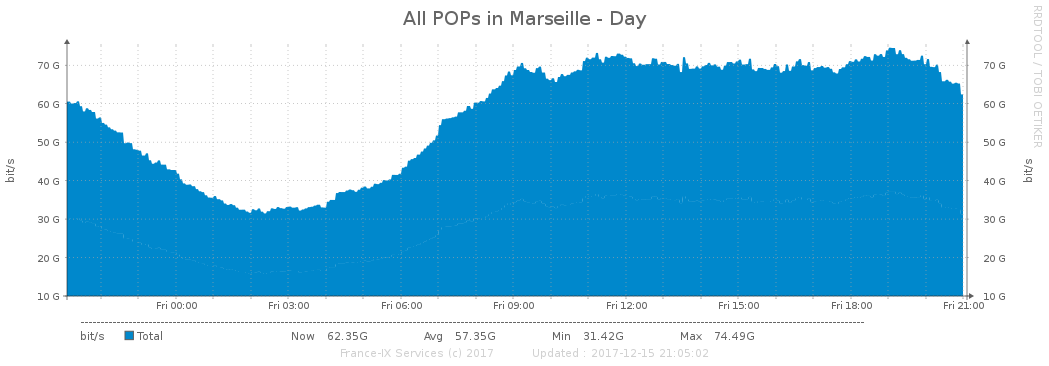 All POPs in Marseille - Day
RRDTOOL / TOBI OETIKER
bit/s
70 G 70 G
60 G 60 G
50 G 50 G
40 G 40 G
30 G 30 G
20 G 20 G
10 G 10 G
bit/s
Fri 00:00 Fri 03:00 Fri 06:00 Fri 09:00 Fri 12:00 Fri 15:00 Fri 18:00 Fri 21:00
bit/s Total Now 62.35G Avg 57.35G Min 31.42G Max 74.49G
France-IX Services (c) 2017 Updated : 2017-12-15 21:05:02